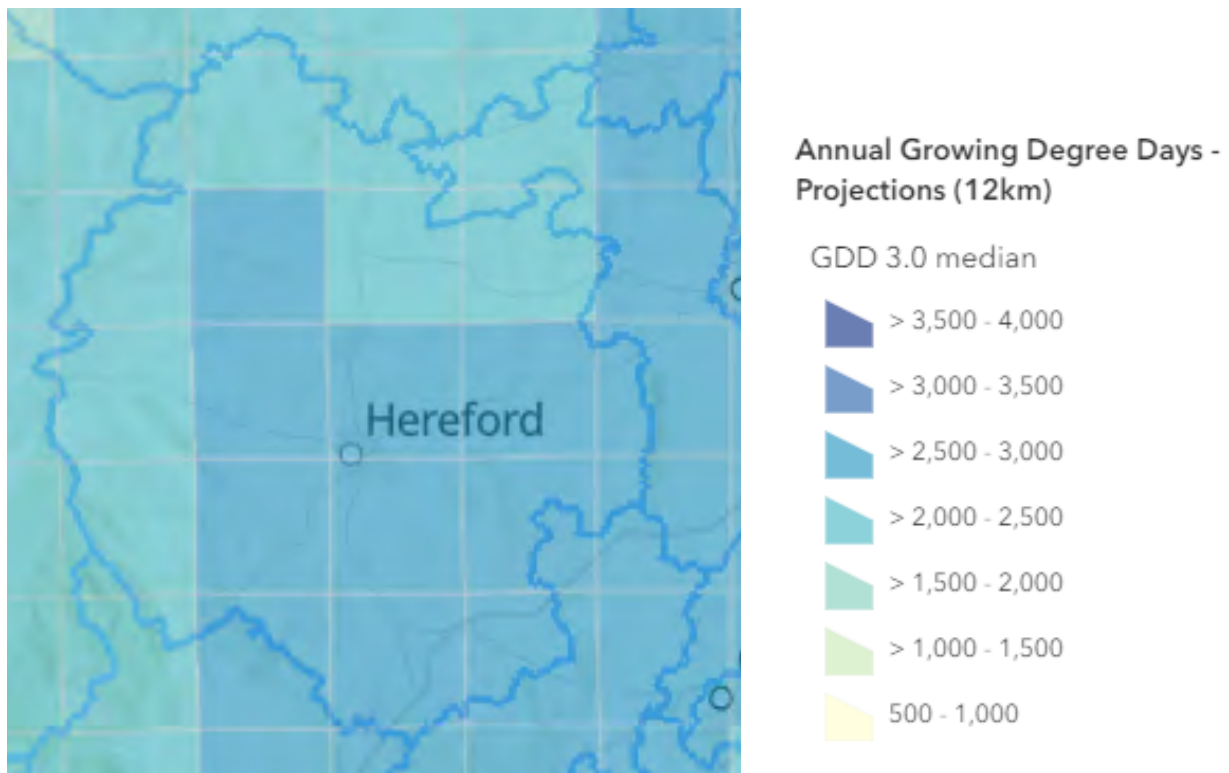 Hereford
Annual Growing Degree Days -
Projections (12km)
GDD 3.0 median
> 3,500 - 4,000
> 3,000 - 3,500
> 2,500 - 3,000
> 2,000 - 2,500
> 1,500 - 2,000
> 1,000 - 1,500
500 - 1,000